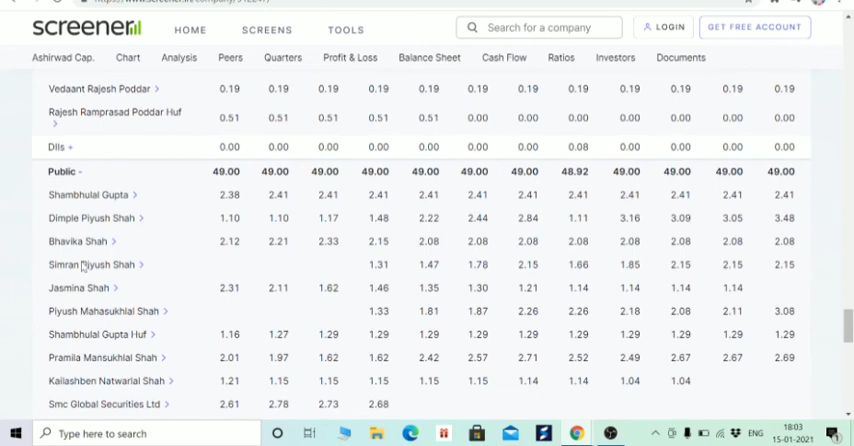 screener
HOME SCREENS TOOLS
Search for a company
LOGIN
GET FREE ACCOUNT
Ashirwad Cap. Chart Analysis Peers Quarters Profit & Loss Balance Sheet Cash Flow Ratios Investors Documents
Vedaant Rajesh Poddar 0.19 0.19 0.19 0.19 0.19 0.19 0.19 0.19 0.19 0.19 0.19 0.19
Rajesh Ramprasad Poddar Huf 0.51 0.51 0.51 0.51 0.51 0.00 0.00 0.00 0.00 0.00 0.00 0.00
DIIs + 0.00 0.00 0.00 0.00 0.00 0.00 0.00 0.08 0.00 0.00 0.00 0.00
Public - 49.00 49.00 49.00 49.00 49.00 49.00 49.00 48.92 49.00 49.00 49.00 49.00
Shambhulal Gupta 2.38 2.41 2.41 2.41 2.41 2.41 2.41 2.41 2.41 2.41 2.41 2.41
Dimple Piyush Shah 1.10 1.10 1.17 1.48 2.22 2.44 2.84 1.11 3.16 3.09 3.05 3.48
Bhavika Shah 2.12 2.21 2.33 2.15 2.08 2.08 2.08 2.08 2.08 2.08 2.08 2.08
Simran Piyush Shah 1.31 1.47 1.78 2.15 1.66 1.85 2.15 2.15 2.15
Jasmina Shah 2.31 2.11 1.62 1.46 1.35 1.30 1.21 1.14 1.14 1.14 1.14
Piyush Mahasukhlal Shah 1.33 1.81 1.87 2.26 2.26 2.18 2.08 2.11 3.08
Shambhulal Gupta Huf 1.16 1.27 1.29 1.29 1.29 1.29 1.29 1.29 1.29 1.29 1.29 1.29
Pramila Mansukhlal Shah 2.01 1.97 1.62 1.62 2.42 2.57 2.71 2.52 2.49 2.67 2.67 2.69
Kailashben Natwarlal Shah 1.21 1.15 1.15 1.15 1.15 1.15 1.14 1.14 1.04 1.04
Smc Global Securities Ltd 2.61 2.78 2.73 2.68
Type here to search
ENG
18:03
15-01-2021